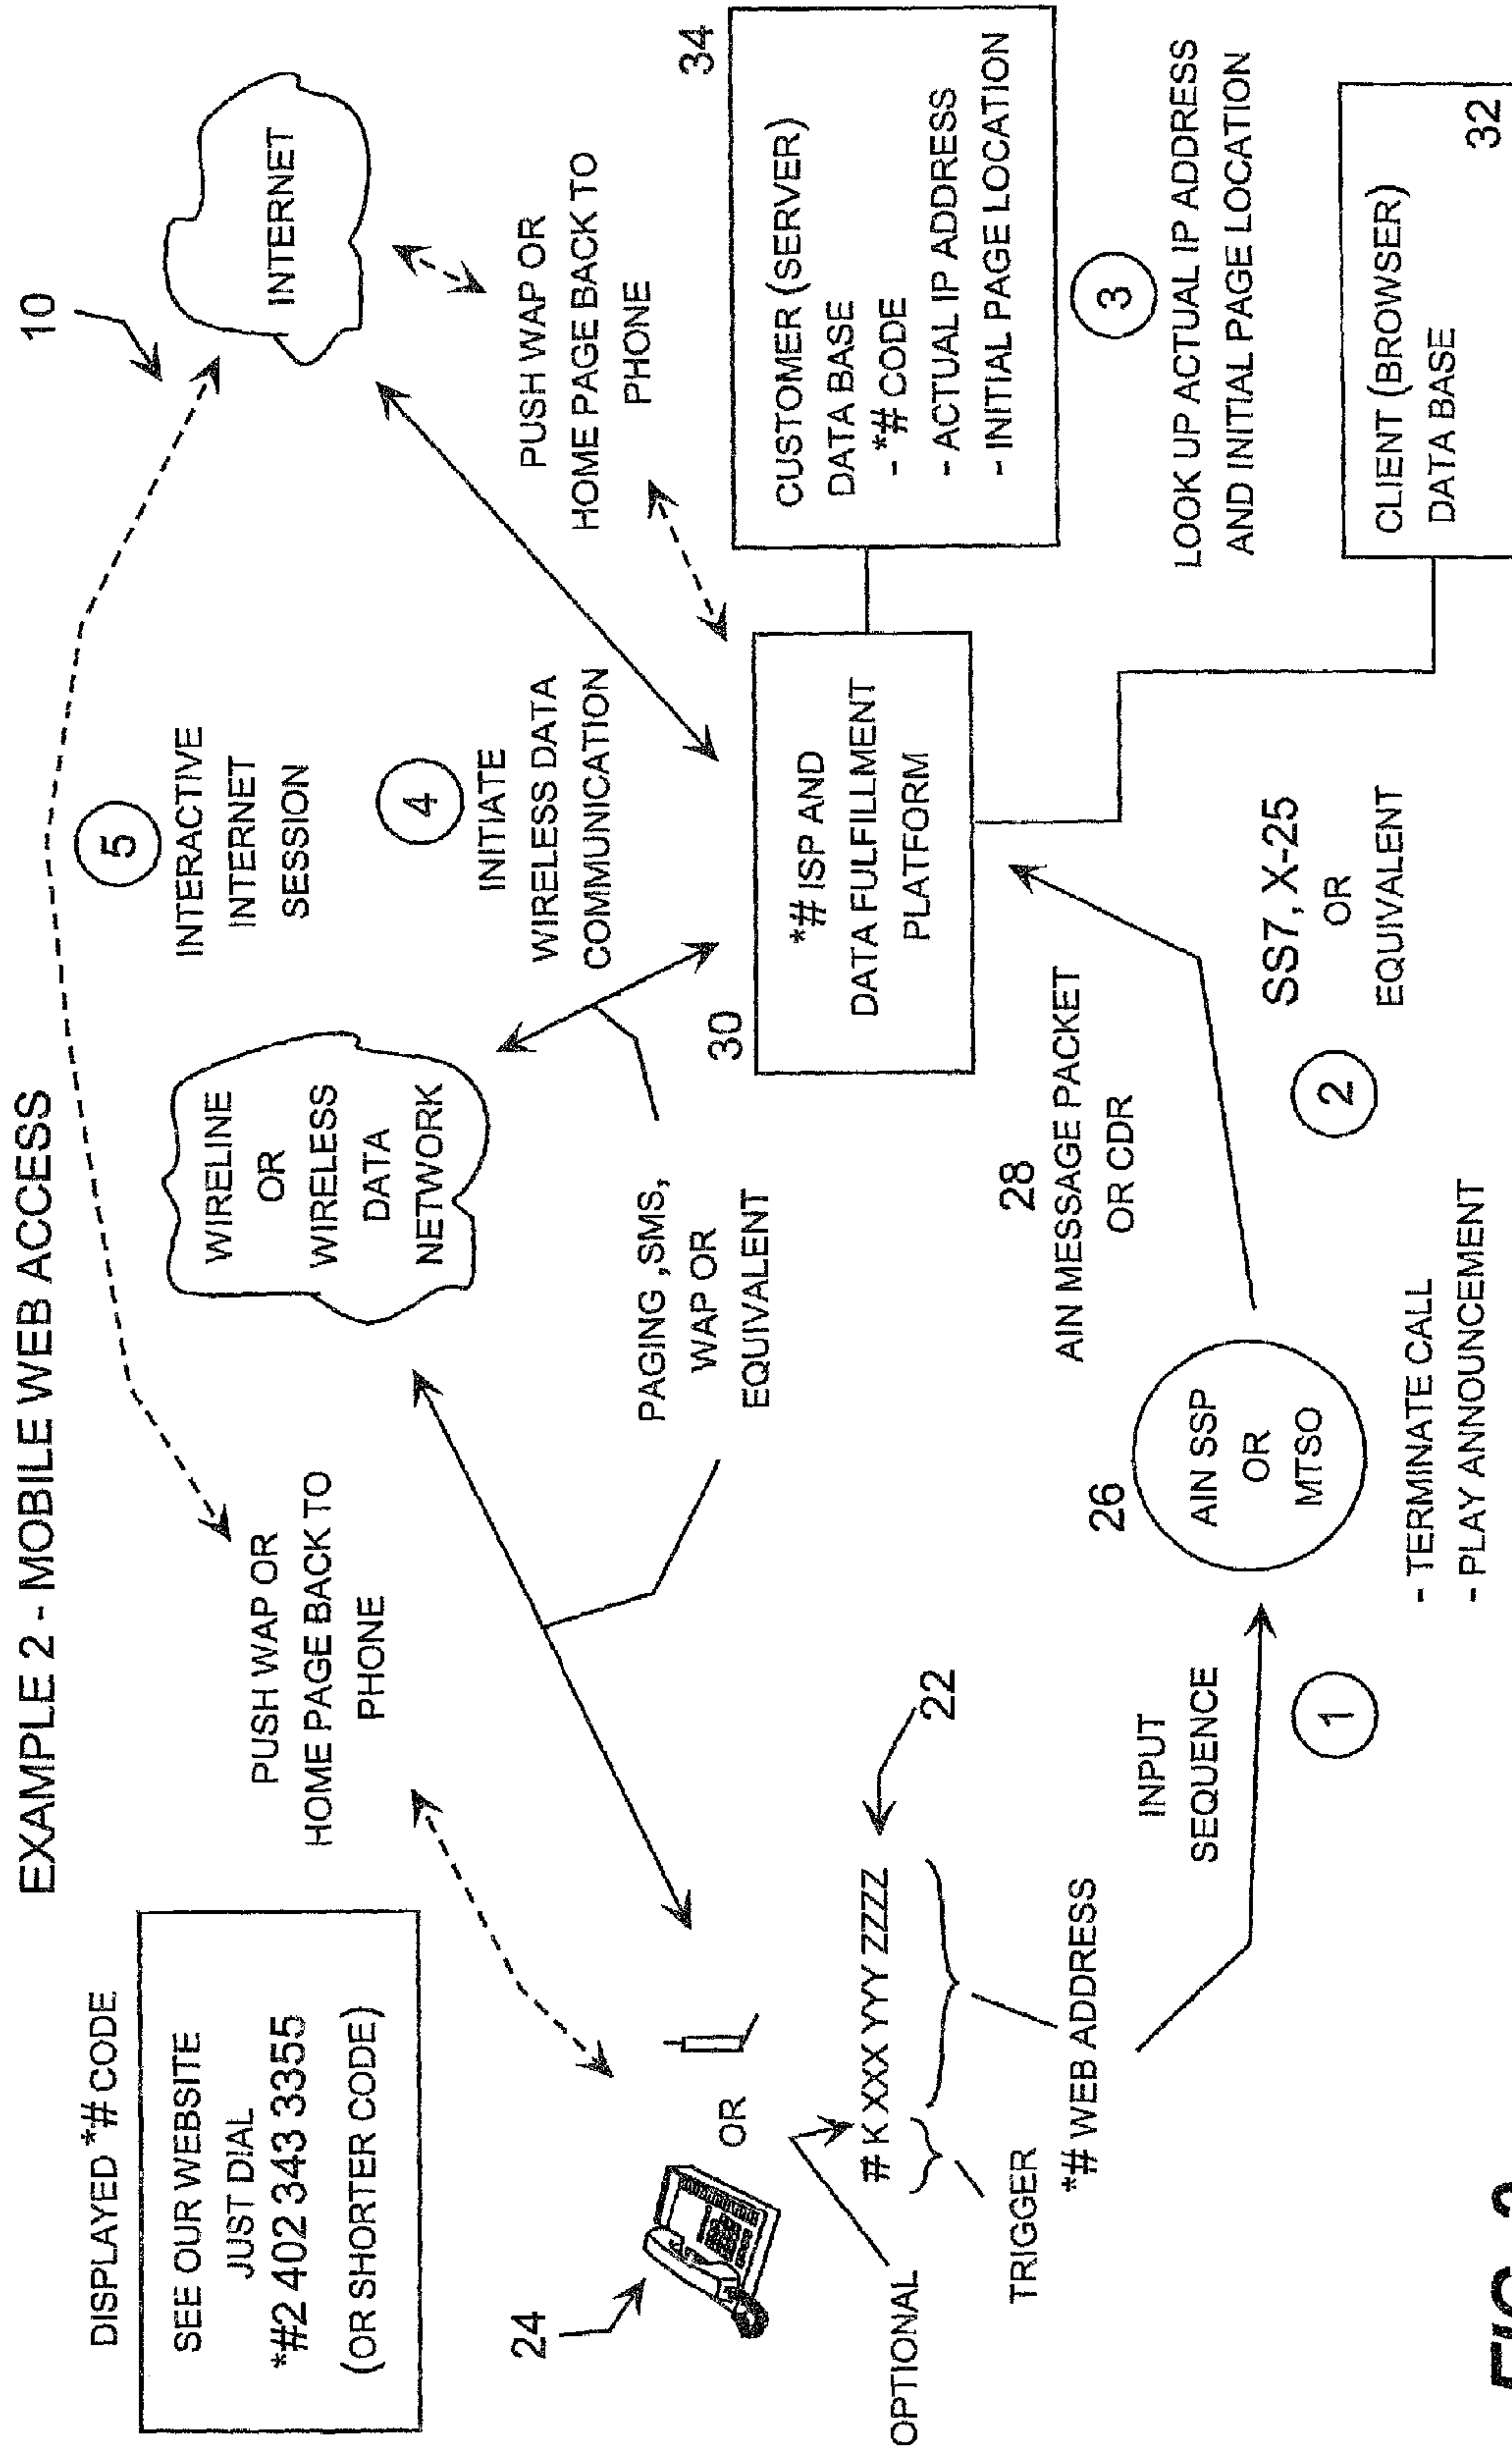 EXAMPLE 2 - MOBILE WEB ACCESS
10
DISPLAYED *# CODE
SEE OUR WEBSITE
JUST DIAL
*#2 402 343 3355
(OR SHORTER CODE)
PUSH WAP OR
HOME PAGE BACK TO
PHONE
WIRELINE
OR
WIRELESS
DATA
NETWORK
5
INTERACTIVE
INTERNET
SESSION
4
INITIATE
WIRELESS DATA
COMMUNICATION
INTERNET
PUSH WAP OR
HOME PAGE BACK TO
PHONE
24
OR
OPTIONAL
# K XXX YYY ZZZZ
22
TRIGGER
*# WEB ADDRESS
PAGING ,SMS,
WAP OR
EQUIVALENT
30
*# ISP AND
DATA FULFILLMENT
PLATFORM
34
CUSTOMER (SERVER)
DATA BASE
- *# CODE
- ACTUAL IP ADDRESS
- INITIAL PAGE LOCATION
INPUT
SEQUENCE
1
26
AIN SSP
OR
MTSO
- TERMINATE CALL
- PLAY ANNOUNCEMENT
28
AIN MESSAGE PACKET
OR CDR
2
SS7, X-25
OR
EQUIVALENT
3
LOOK UP ACTUAL IP ADDRESS
AND INITIAL PAGE LOCATION
CLIENT (BROWSER)
DATA BASE
32
FIG.